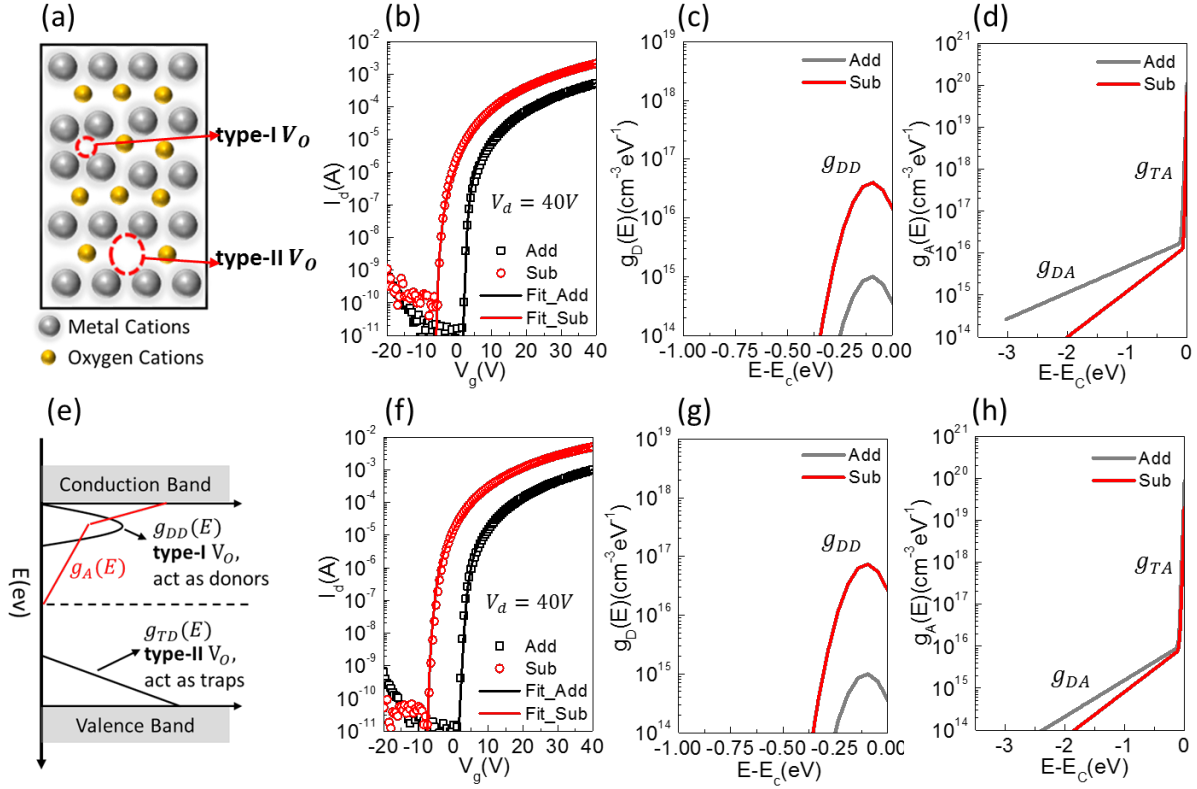 (a)
type-I V_O
type-II V_O
Metal Cations
Oxygen Cations
(b)
I_d(A)
10^-2
10^-3
10^-4
10^-5
10^-6
10^-7
10^-8
10^-9
10^-10
10^-11
V_d = 40V
Add
Sub
Fit_Add
Fit_Sub
-20 -10 0 10 20 30 40
V_g(V)
(c)
g_D(E)(cm^-3eV^-1)
10^19
10^18
10^17
10^16
10^15
10^14
Add
Sub
g_DD
-1.00 -0.75 -0.50 -0.25 0.00
E-E_c(eV)
(d)
g_A(E)(cm^-3eV^-1)
10^21
10^20
10^19
10^18
10^17
10^16
10^15
10^14
Add
Sub
g_TA
g_DA
-3 -2 -1 0
E-E_C(eV)
(e)
E(ev)
Conduction Band
g_DD(E)
type-I V_O,
act as donors
g_A(E)
g_TD(E)
type-II V_O,
act as traps
Valence Band
(f)
I_d(A)
10^-2
10^-3
10^-4
10^-5
10^-6
10^-7
10^-8
10^-9
10^-10
10^-11
V_d = 40V
Add
Sub
Fit_Add
Fit_Sub
-20 -10 0 10 20 30 40
V_g(V)
(g)
g_D(E)(cm^-3eV^-1)
10^19
10^18
10^17
10^16
10^15
10^14
Add
Sub
g_DD
-1.00 -0.75 -0.50 -0.25 0.00
E-E_c(eV)
(h)
g_A(E)(cm^-3eV^-1)
10^21
10^20
10^19
10^18
10^17
10^16
10^15
10^14
Add
Sub
g_TA
g_DA
-3 -2 -1 0
E-E_C(eV)